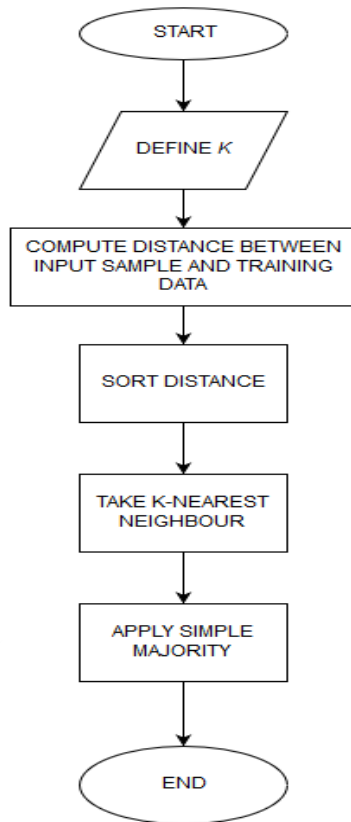 START
DEFINE K
COMPUTE DISTANCE BETWEEN
INPUT SAMPLE AND TRAINING
DATA
SORT DISTANCE
TAKE K-NEAREST
NEIGHBOUR
APPLY SIMPLE
MAJORITY
END